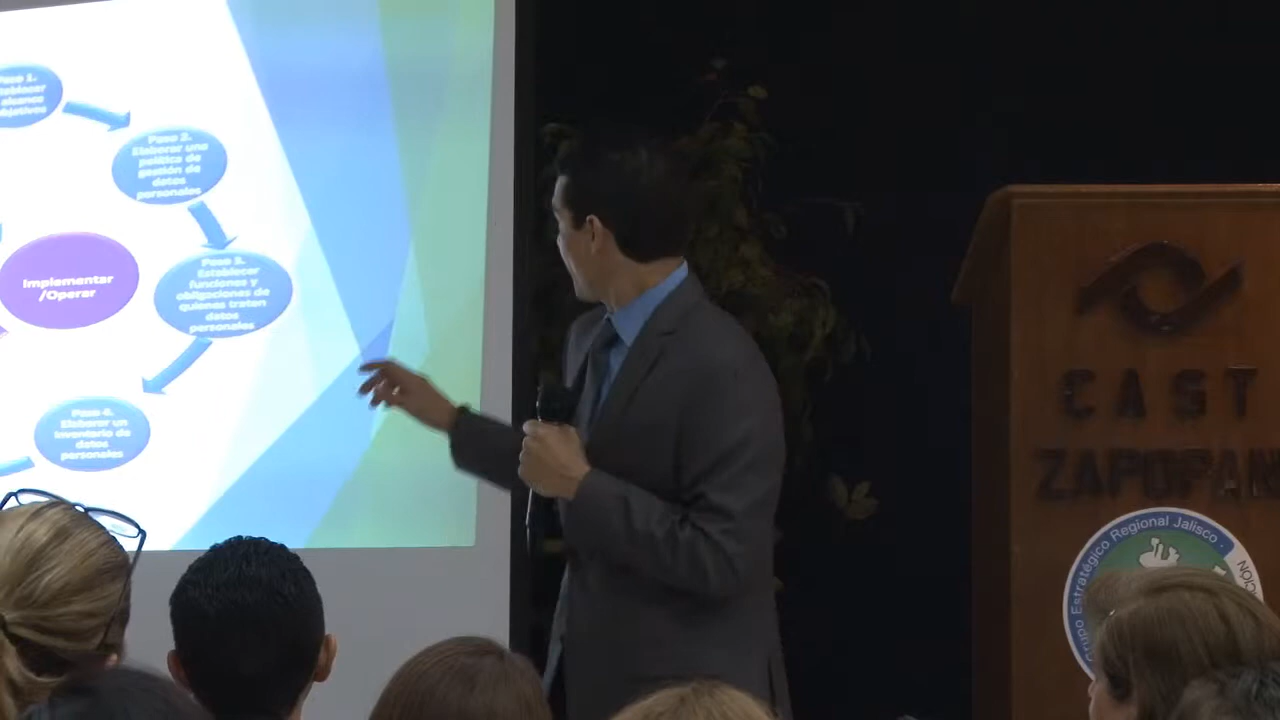 Paso 1.
Paso 2.
Elaborar una
política de
gestión de
datos
personales
Paso 3.
Establecer
funciones y
obligaciones de
quienes traten
datos
personales
Implementar
/Operar
Paso 4.
Elaborar un
inventario de
datos
personales
CAST
ZAPOPAN
Grupo Estratégico Regional Jalisco ·